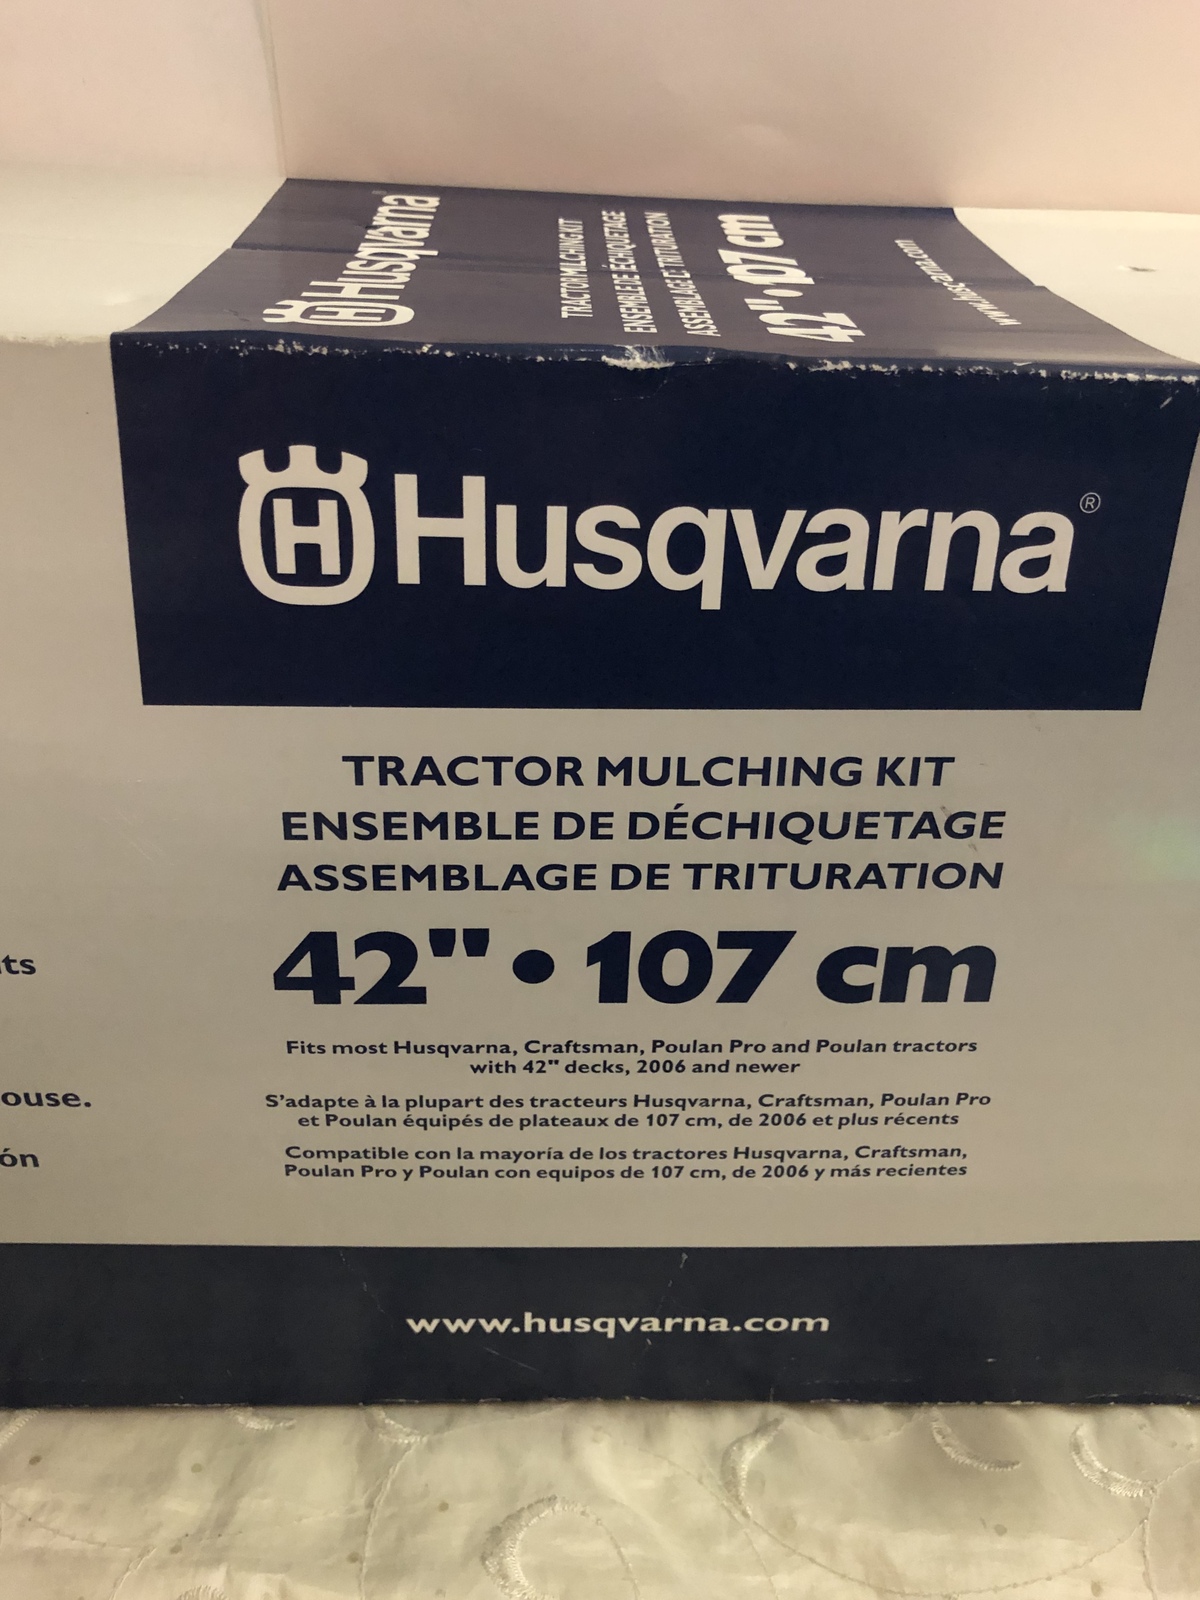 Husqvarna
TRACTOR MULCHING KIT
ENSEMBLE DE DÉCHIQUETAGE
ASSEMBLAGE DE TRITURATION
42"•107 cm
www.husqvarna.com
H Husqvarna®
TRACTOR MULCHING KIT
ENSEMBLE DE DÉCHIQUETAGE
ASSEMBLAGE DE TRITURATION
42"•107 cm
Fits most Husqvarna, Craftsman, Poulan Pro and Poulan tractors
with 42" decks, 2006 and newer
S'adapte à la plupart des tracteurs Husqvarna, Craftsman, Poulan Pro
et Poulan équipés de plateaux de 107 cm, de 2006 et plus récents
Compatible con la mayoría de los tractores Husqvarna, Craftsman,
Poulan Pro y Poulan con equipos de 107 cm, de 2006 y más recientes
www.husqvarna.com